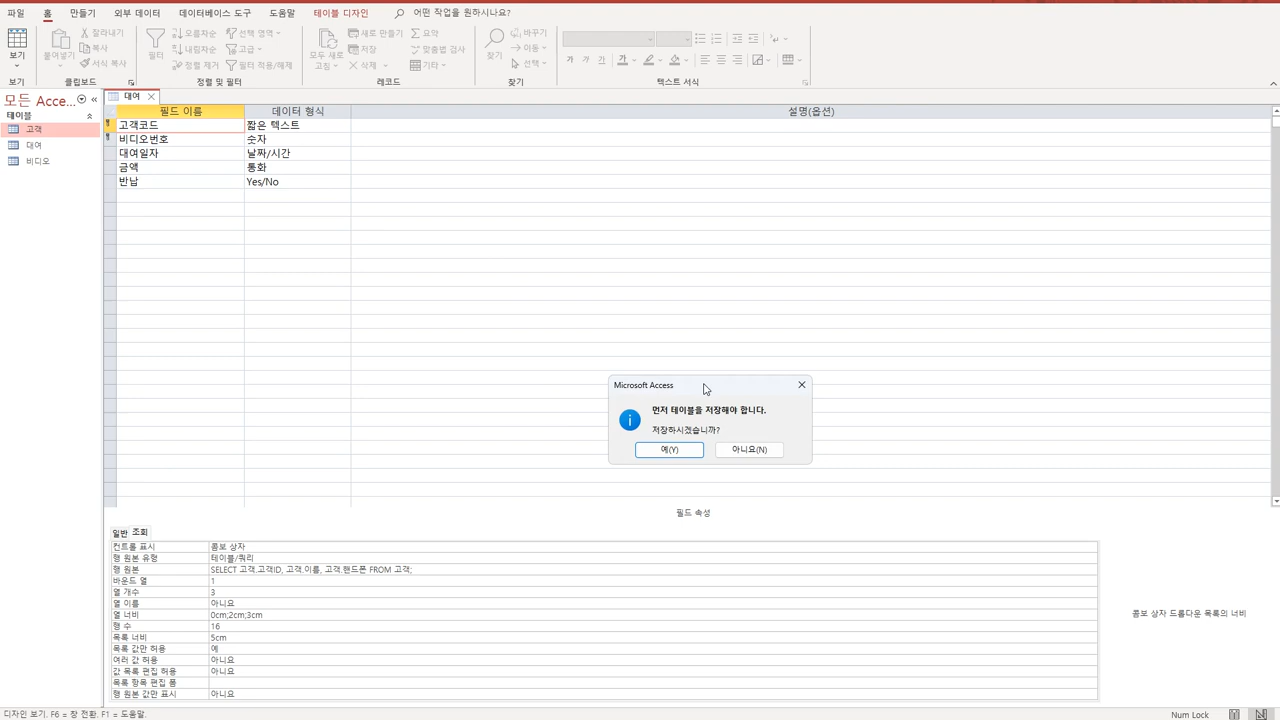 파일 홈 만들기 외부 데이터 데이터베이스 도구 도움말 테이블 디자인 어떤 작업을 원하시나요?
보기
보기
붙여넣기
잘라내기
복사
서식 복사
클립보드
필터
오름차순
내림차순
정렬 제거
선택 영역
고급
필터 적용/해제
정렬 및 필터
모두 새로 고침
새로 만들기
저장
삭제
요약
맞춤법 검사
기타
레코드
찾기
바꾸기
이동
선택
찾기
가 가 가 가
텍스트 서식
모든 Acce...
테이블
고객
대여
비디오
대여
필드 이름 데이터 형식 설명(옵션)
고객코드 짧은 텍스트
비디오번호 숫자
대여일자 날짜/시간
금액 통화
반납 Yes/No
Microsoft Access
먼저 테이블을 저장해야 합니다.
저장하시겠습니까?
예(Y) 아니요(N)
필드 속성
일반 조회
컨트롤 표시 콤보 상자
행 원본 유형 테이블/쿼리
행 원본 SELECT 고객.고객ID, 고객.이름, 고객.핸드폰 FROM 고객;
바운드 열 1
열 개수 3
열 이름 아니요
열 너비 0cm;2cm;3cm
행 수 16
목록 너비 5cm
목록 값만 허용 예
여러 값 허용 아니요
값 목록 편집 허용 아니요
목록 항목 편집 폼
행 원본 값만 표시 아니요
콤보 상자 드롭다운 목록의 너비
디자인 보기. F6 = 창 전환. F1 = 도움말.
Num Lock